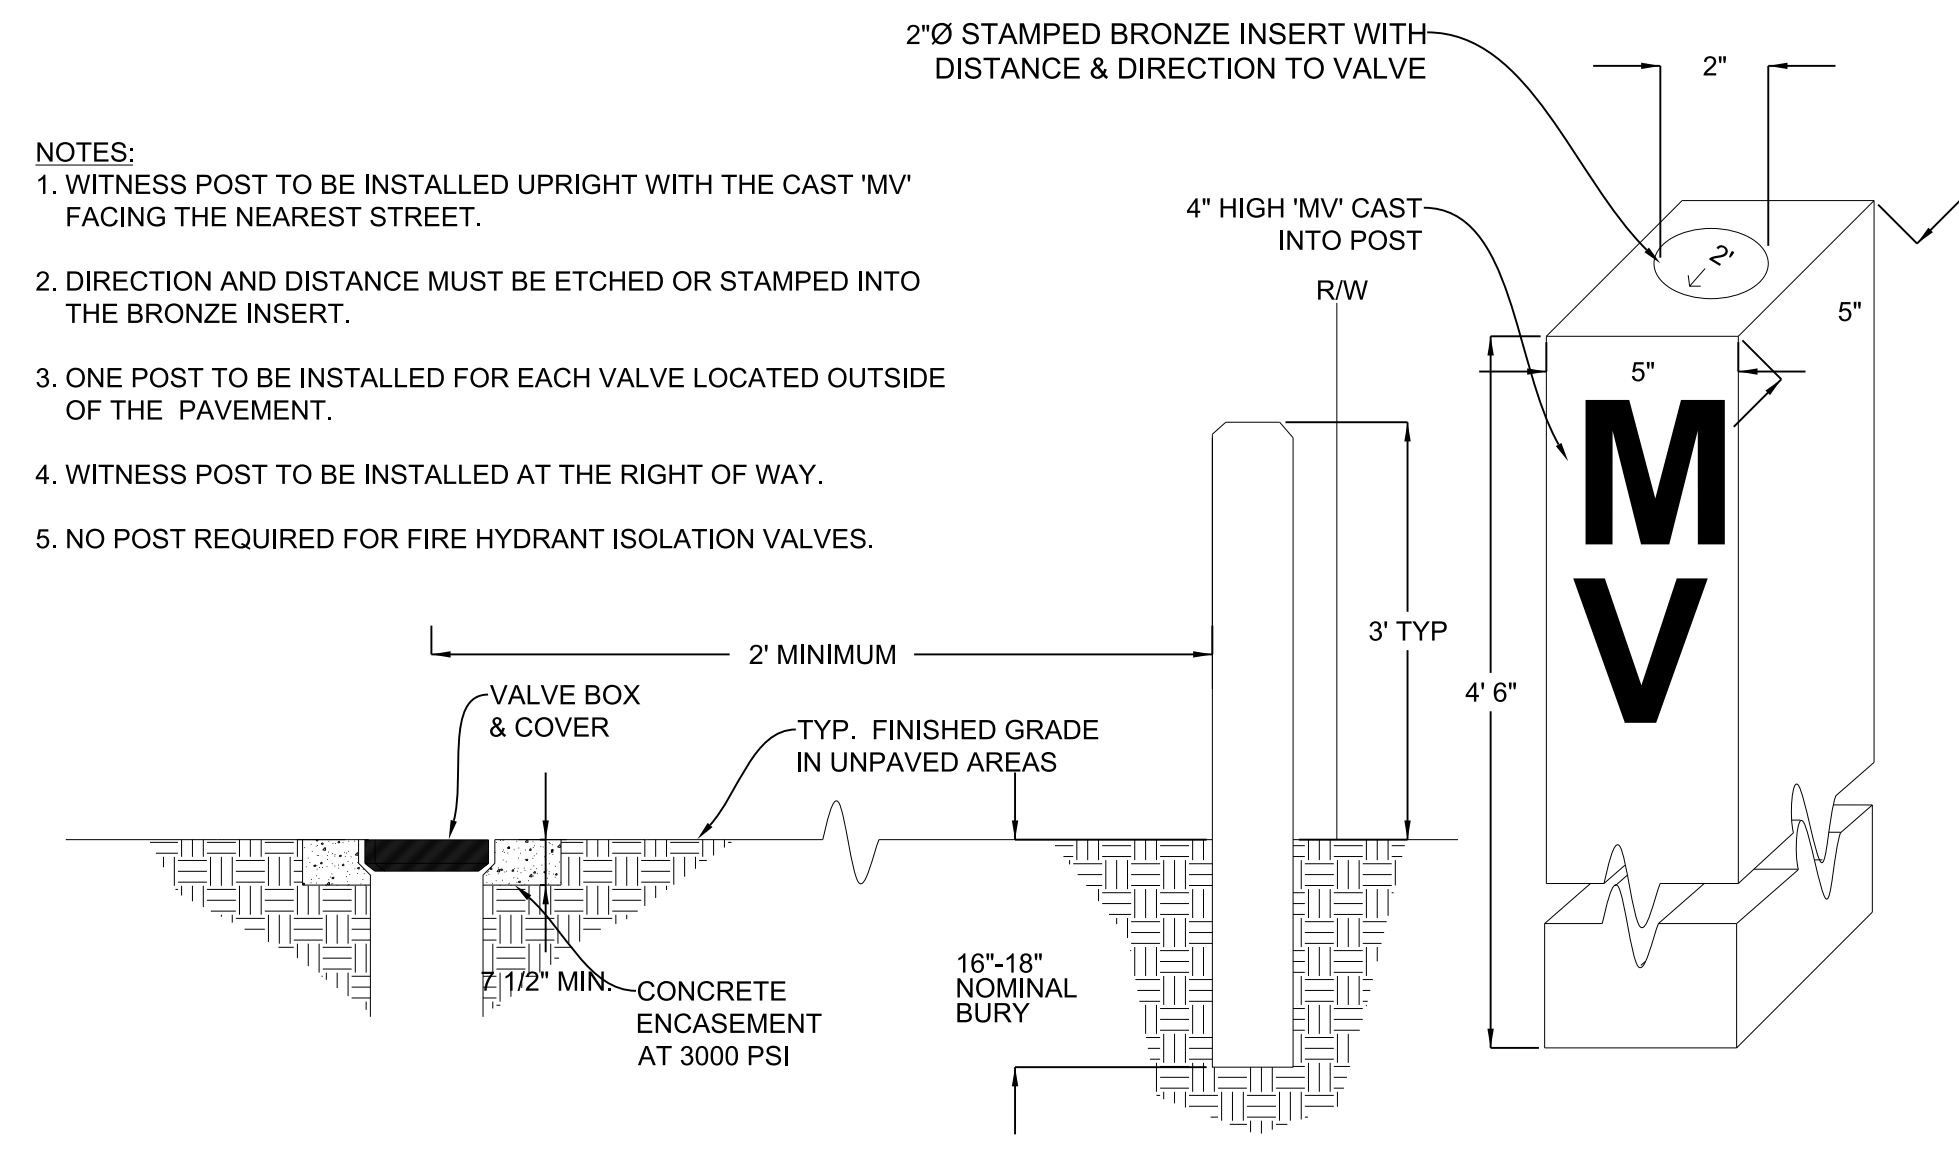 2"Ø STAMPED BRONZE INSERT WITH
DISTANCE & DIRECTION TO VALVE
2"
NOTES:
1. WITNESS POST TO BE INSTALLED UPRIGHT WITH THE CAST 'MV'
FACING THE NEAREST STREET.
2. DIRECTION AND DISTANCE MUST BE ETCHED OR STAMPED INTO
THE BRONZE INSERT.
3. ONE POST TO BE INSTALLED FOR EACH VALVE LOCATED OUTSIDE
OF THE  PAVEMENT.
4. WITNESS POST TO BE INSTALLED AT THE RIGHT OF WAY.
5. NO POST REQUIRED FOR FIRE HYDRANT ISOLATION VALVES.
4" HIGH 'MV' CAST
INTO POST
R/W
2'
5"
5"
M
V
2' MINIMUM
3' TYP
4' 6"
VALVE BOX
& COVER
TYP.  FINISHED GRADE
IN UNPAVED AREAS
7 1/2" MIN.
CONCRETE
ENCASEMENT
AT 3000 PSI
16"-18"
NOMINAL
BURY